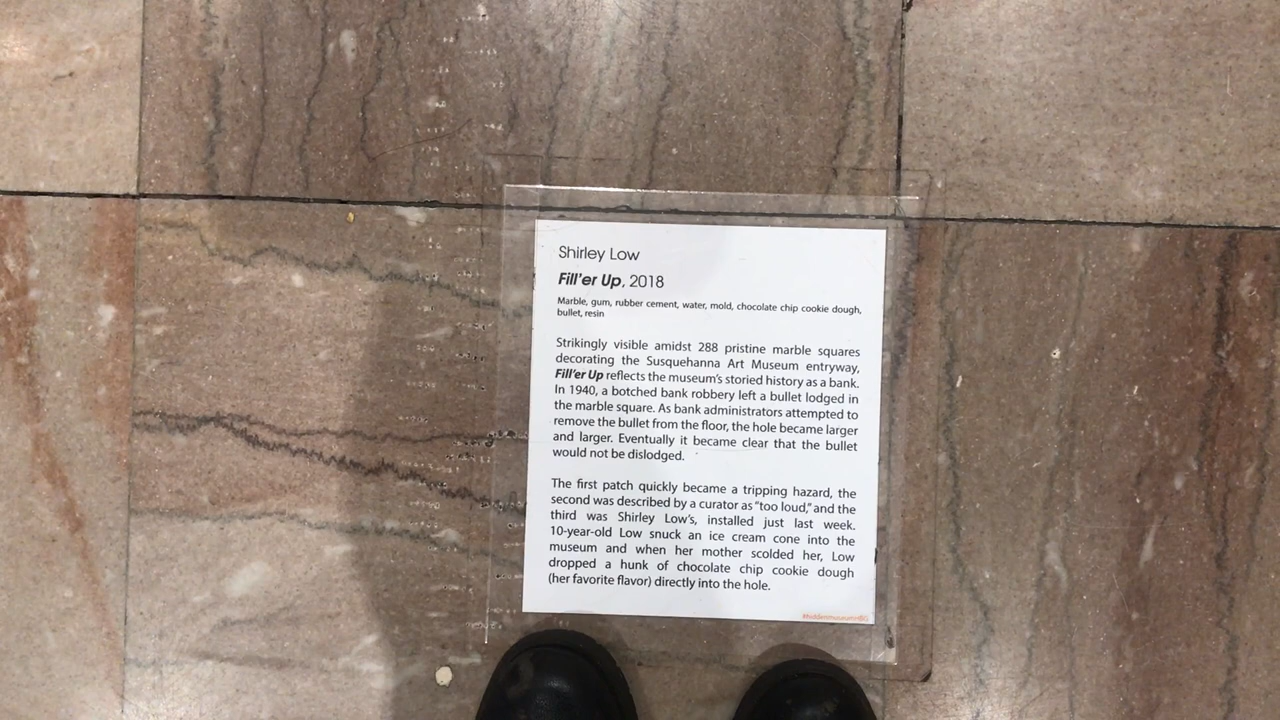 Shirley Low
Fill'er Up, 2018
Marble, gum, rubber cement, water, mold, chocolate chip cookie dough,
bullet, resin
Strikingly visible amidst 288 pristine marble squares
decorating the Susquehanna Art Museum entryway,
Fill'er Up reflects the museum's storied history as a bank.
In 1940, a botched bank robbery left a bullet lodged in
the marble square. As bank administrators attempted to
remove the bullet from the floor, the hole became larger
and larger. Eventually it became clear that the bullet
would not be dislodged.
The first patch quickly became a tripping hazard, the
second was described by a curator as "too loud," and the
third was Shirley Low's, installed just last week.
10-year-old Low snuck an ice cream cone into the
museum and when her mother scolded her, Low
dropped a hunk of chocolate chip cookie dough
(her favorite flavor) directly into the hole.